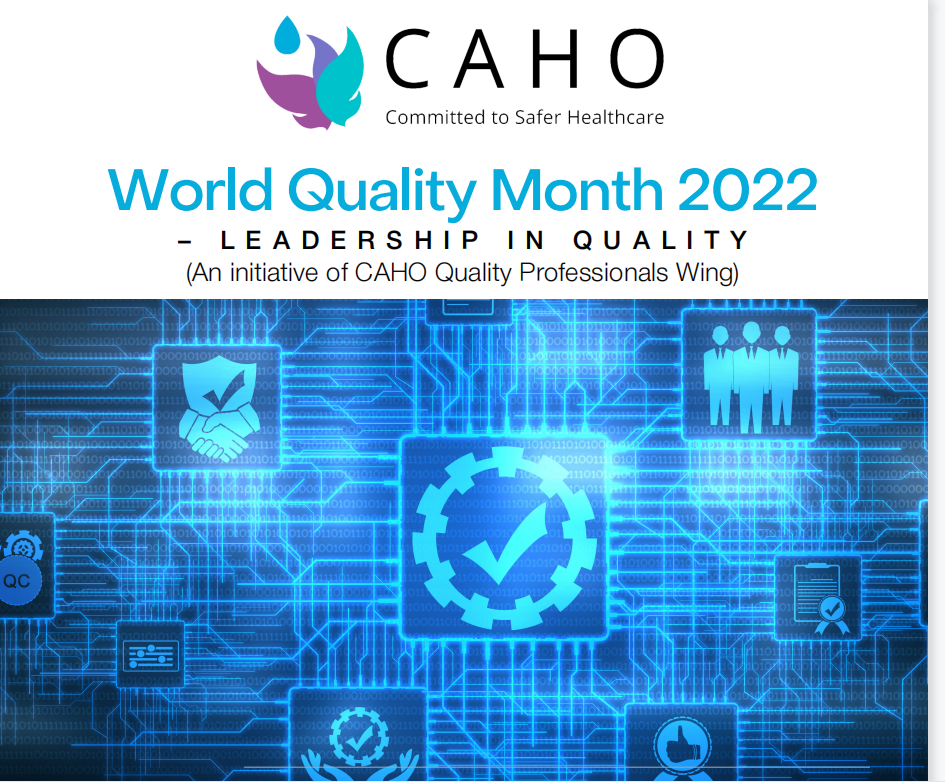 CAHO
Committed to Safer Healthcare
World Quality Month 2022
– LEADERSHIP IN QUALITY
(An initiative of CAHO Quality Professionals Wing)
QC